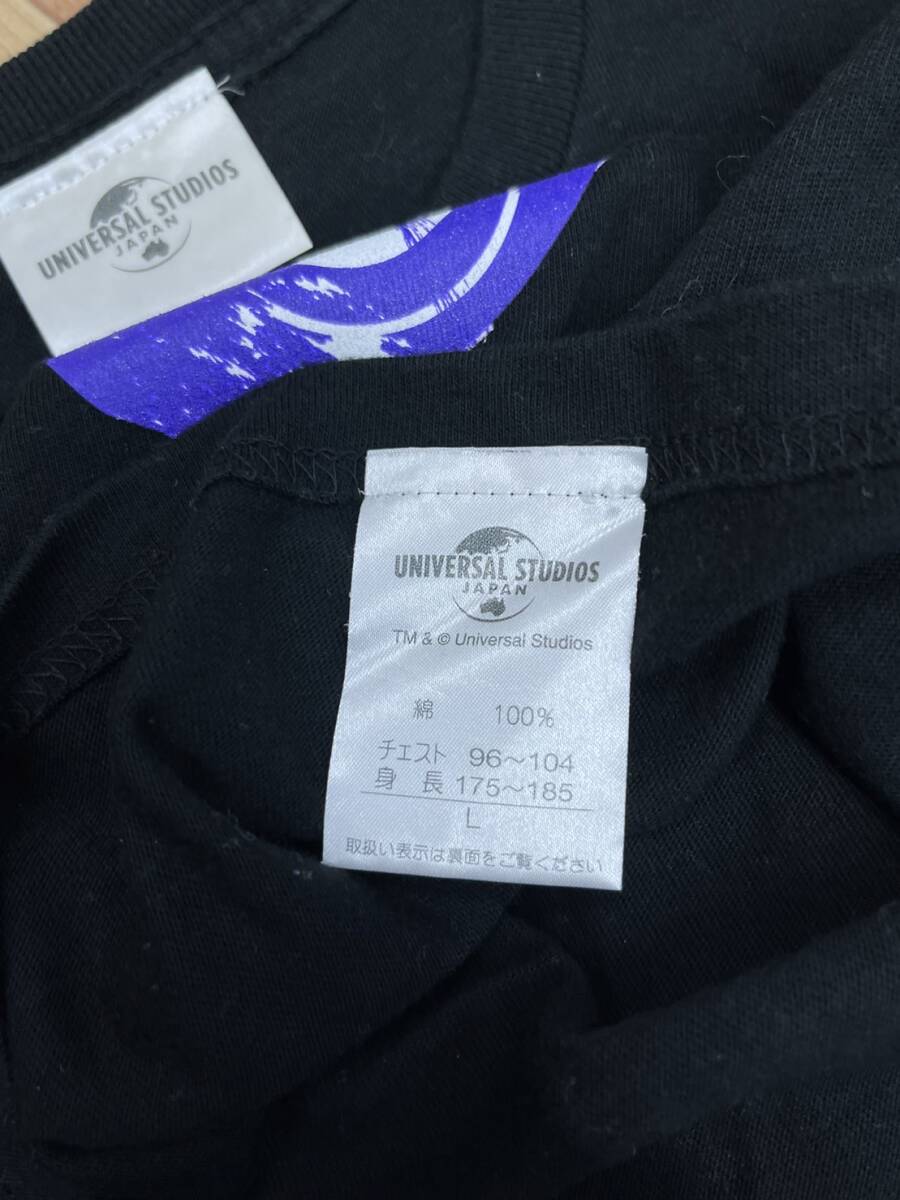 UNIVERSAL STUDIOS
JAPAN
UNIVERSAL STUDIOS
JAPAN
TM & © Universal Studios
綿 100%
チェスト 96～104
身長 175～185
L
取扱い表示は裏面をご覧ください